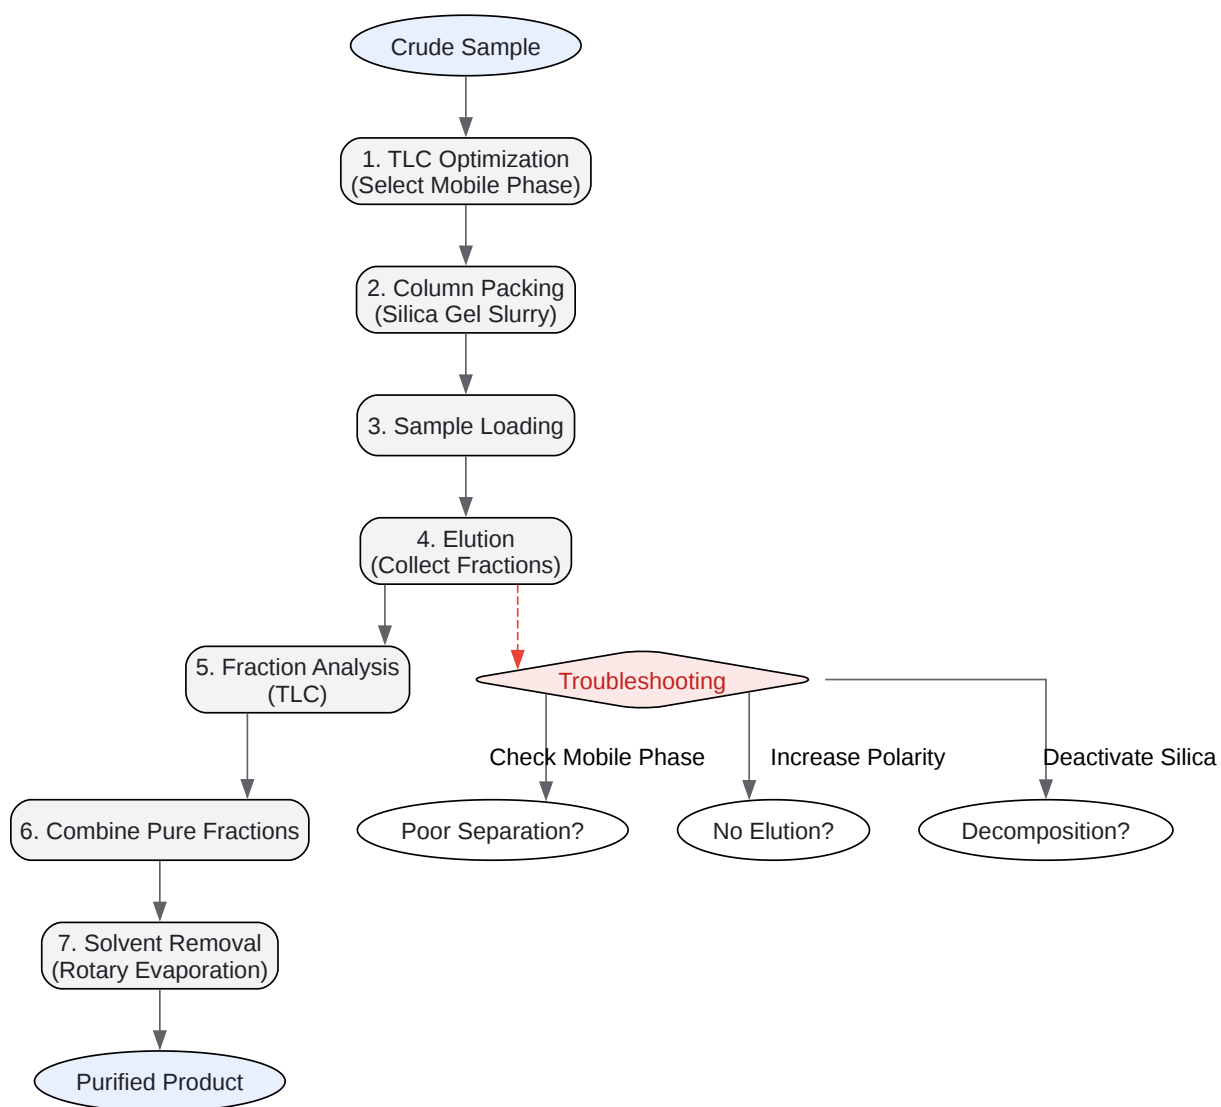 Crude Sample
1. TLC Optimization
(Select Mobile Phase)
2. Column Packing
(Silica Gel Slurry)
3. Sample Loading
4. Elution
(Collect Fractions)
5. Fraction Analysis
(TLC)
Troubleshooting
Check Mobile Phase
Increase Polarity
Deactivate Silica
6. Combine Pure Fractions
Poor Separation?
No Elution?
Decomposition?
7. Solvent Removal
(Rotary Evaporation)
Purified Product